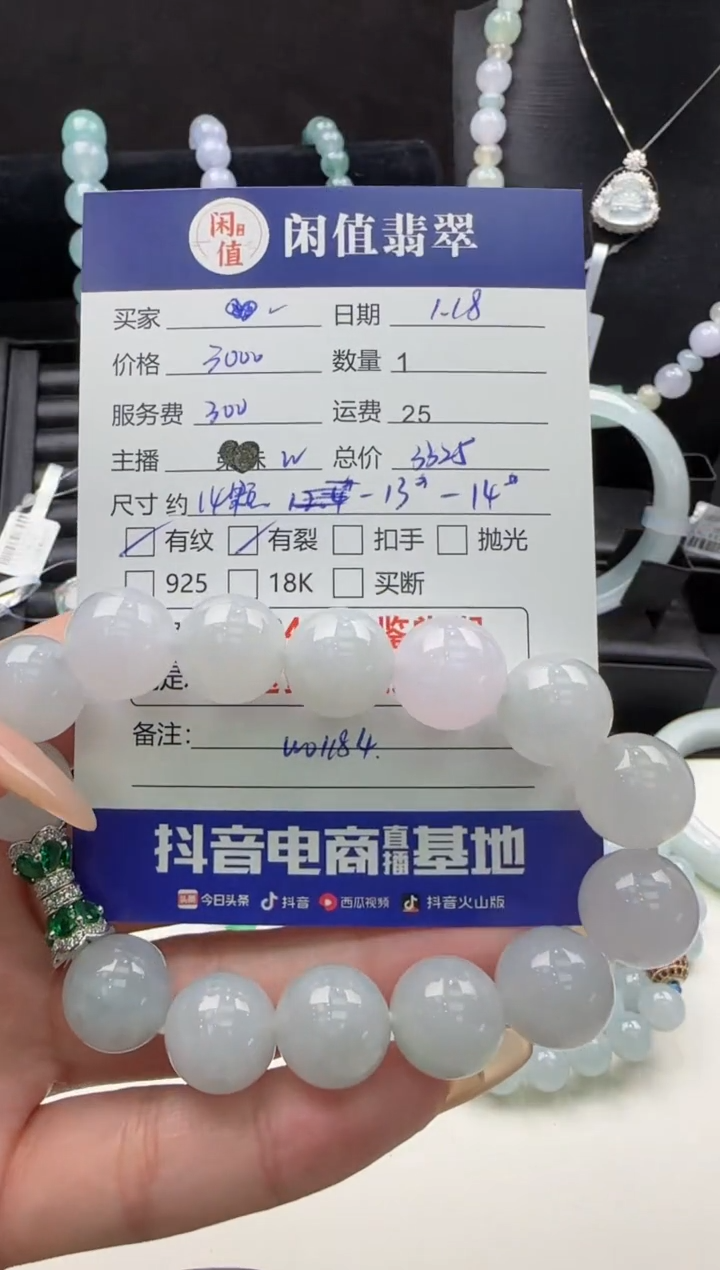 闲值 闲值翡翠
买家 日期 1.18
价格 3000 数量 1
服务费 300 运费 25
主播 总价 3325
尺寸 约 14颗 -13 -14
有纹 有裂 扣手 抛光
925 18K 买断
备注:
抖音电商直播基地
头条 今日头条 抖音 西瓜视频 抖音火山版